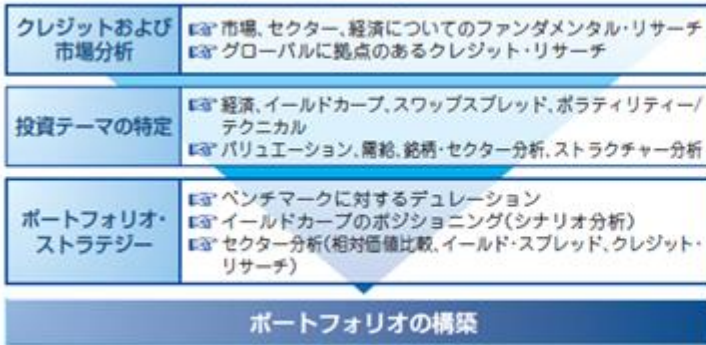 クレジットおよび
市場分析
☞ 市場、セクター、経済についてのファンダメンタル・リサーチ
☞ グローバルに拠点のあるクレジット・リサーチ
投資テーマの特定
☞ 経済、イールドカーブ、スワップスプレッド、ボラティリティー/
テクニカル
☞ バリュエーション、需給、銘柄・セクター分析、ストラクチャー分析
ポートフォリオ・
ストラテジー
☞ ベンチマークに対するデュレーション
☞ イールドカーブのポジショニング(シナリオ分析)
☞ セクター分析(相対価値比較、イールド・スプレッド、クレジット・
リサーチ)
ポートフォリオの構築